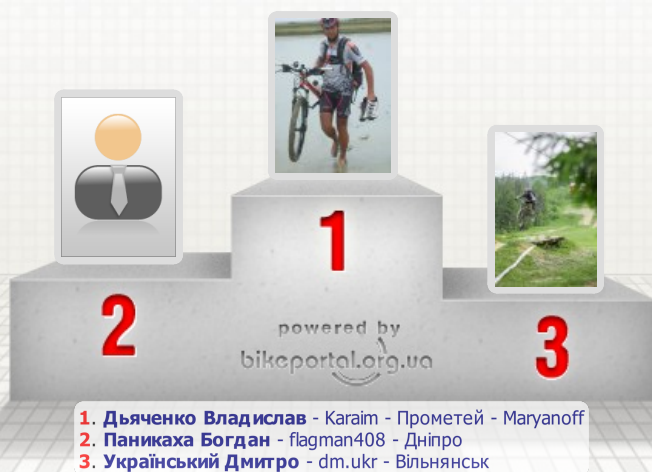 1
2
3
powered by
bikeportal.org.ua
1. Дьяченко Владислав - Karaim - Прометей - Maryanoff
2. Паникаха Богдан - flagman408 - Дніпро
3. Український Дмитро - dm.ukr - Вільнянськ